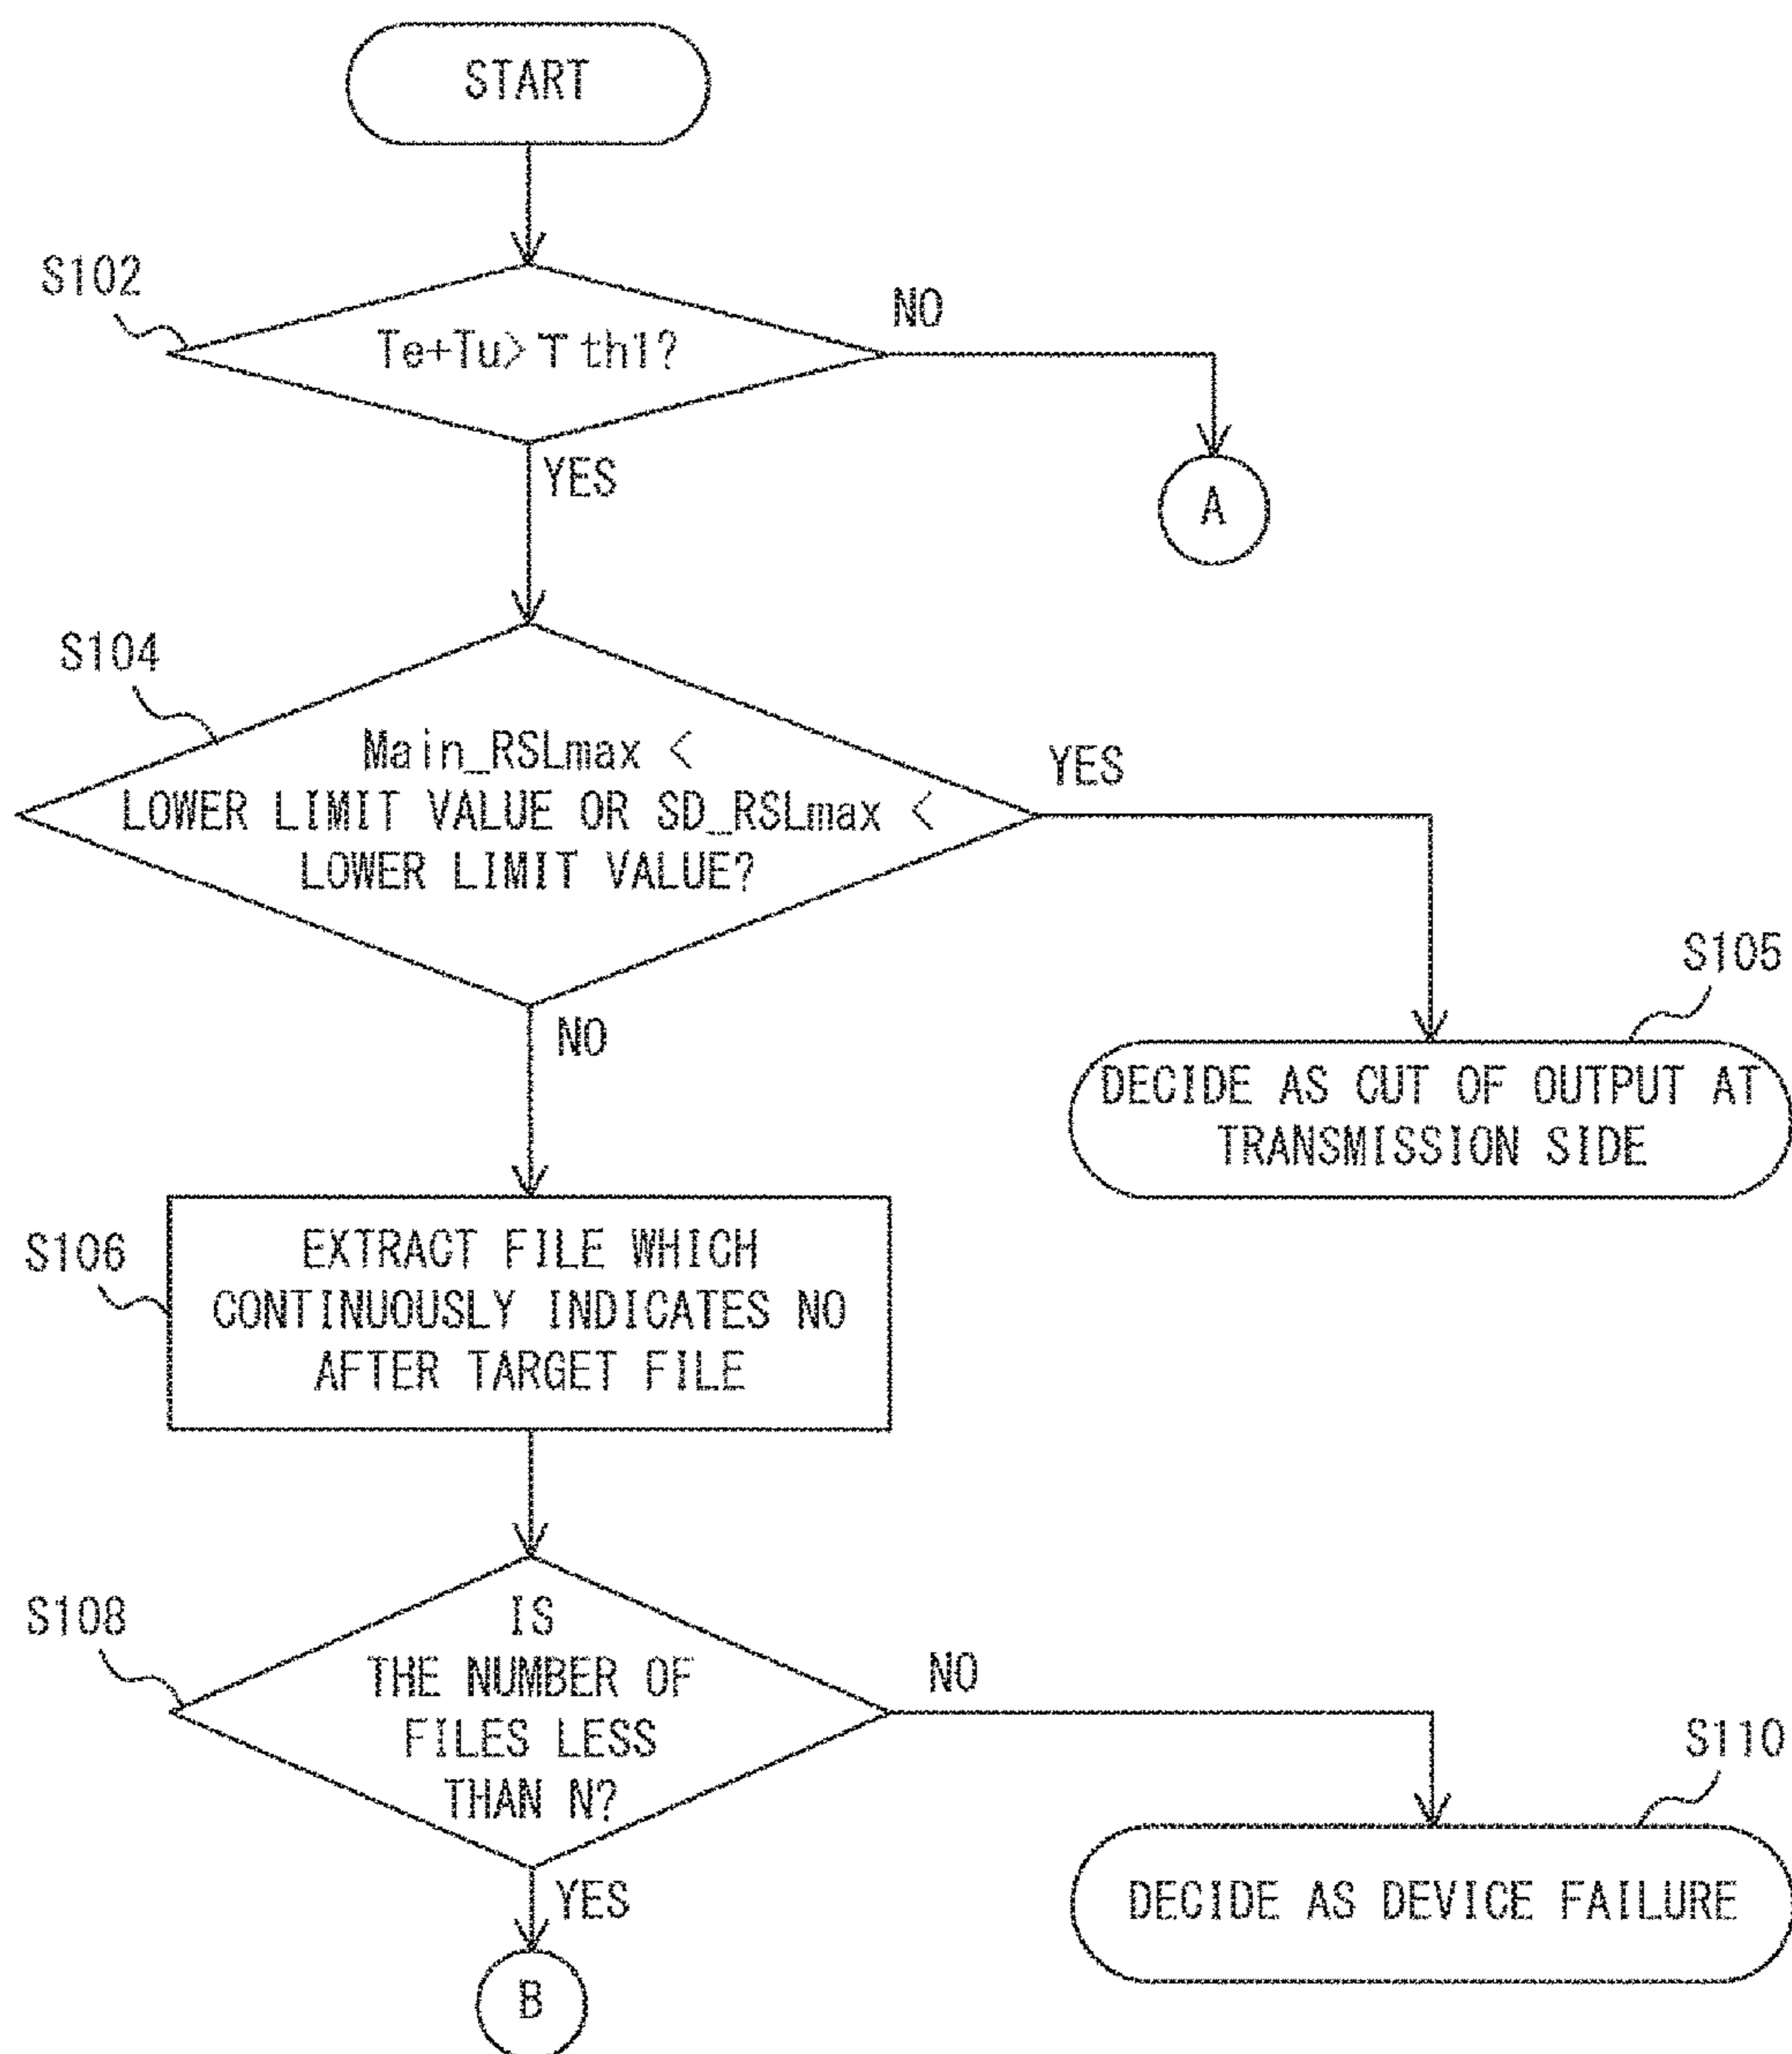 START
S102
Te+Tu> T th1?
NO
YES
A
S104
Main_RSLmax <
LOWER LIMIT VALUE OR SD_RSLmax <
LOWER LIMIT VALUE?
YES
NO
S105
DECIDE AS CUT OF OUTPUT AT
TRANSMISSION SIDE
S106
EXTRACT FILE WHICH
CONTINUOUSLY INDICATES NO
AFTER TARGET FILE
S108
IS
THE NUMBER OF
FILES LESS
THAN N?
NO
YES
S110
DECIDE AS DEVICE FAILURE
B